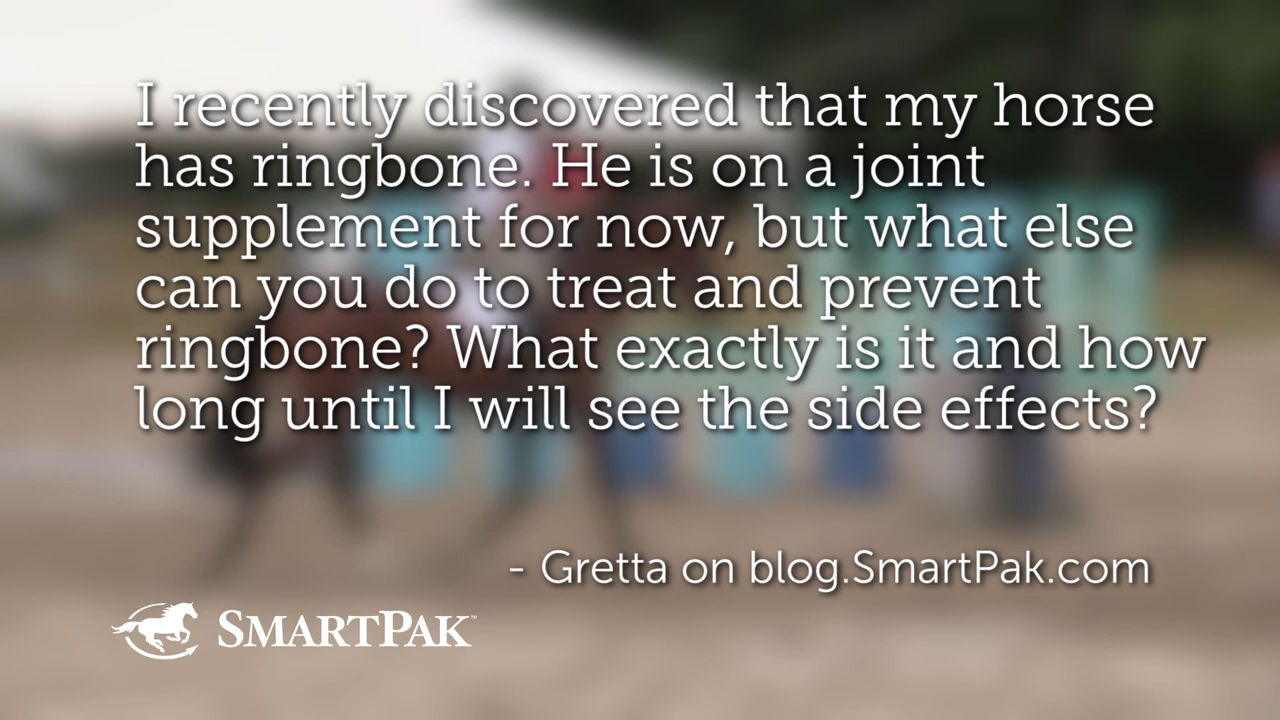 I recently discovered that my horse
has ringbone. He is on a joint
supplement for now, but what else
can you do to treat and prevent
ringbone? What exactly is it and how
long until I will see the side effects?
- Gretta on blog.SmartPak.com
SMARTPAK™